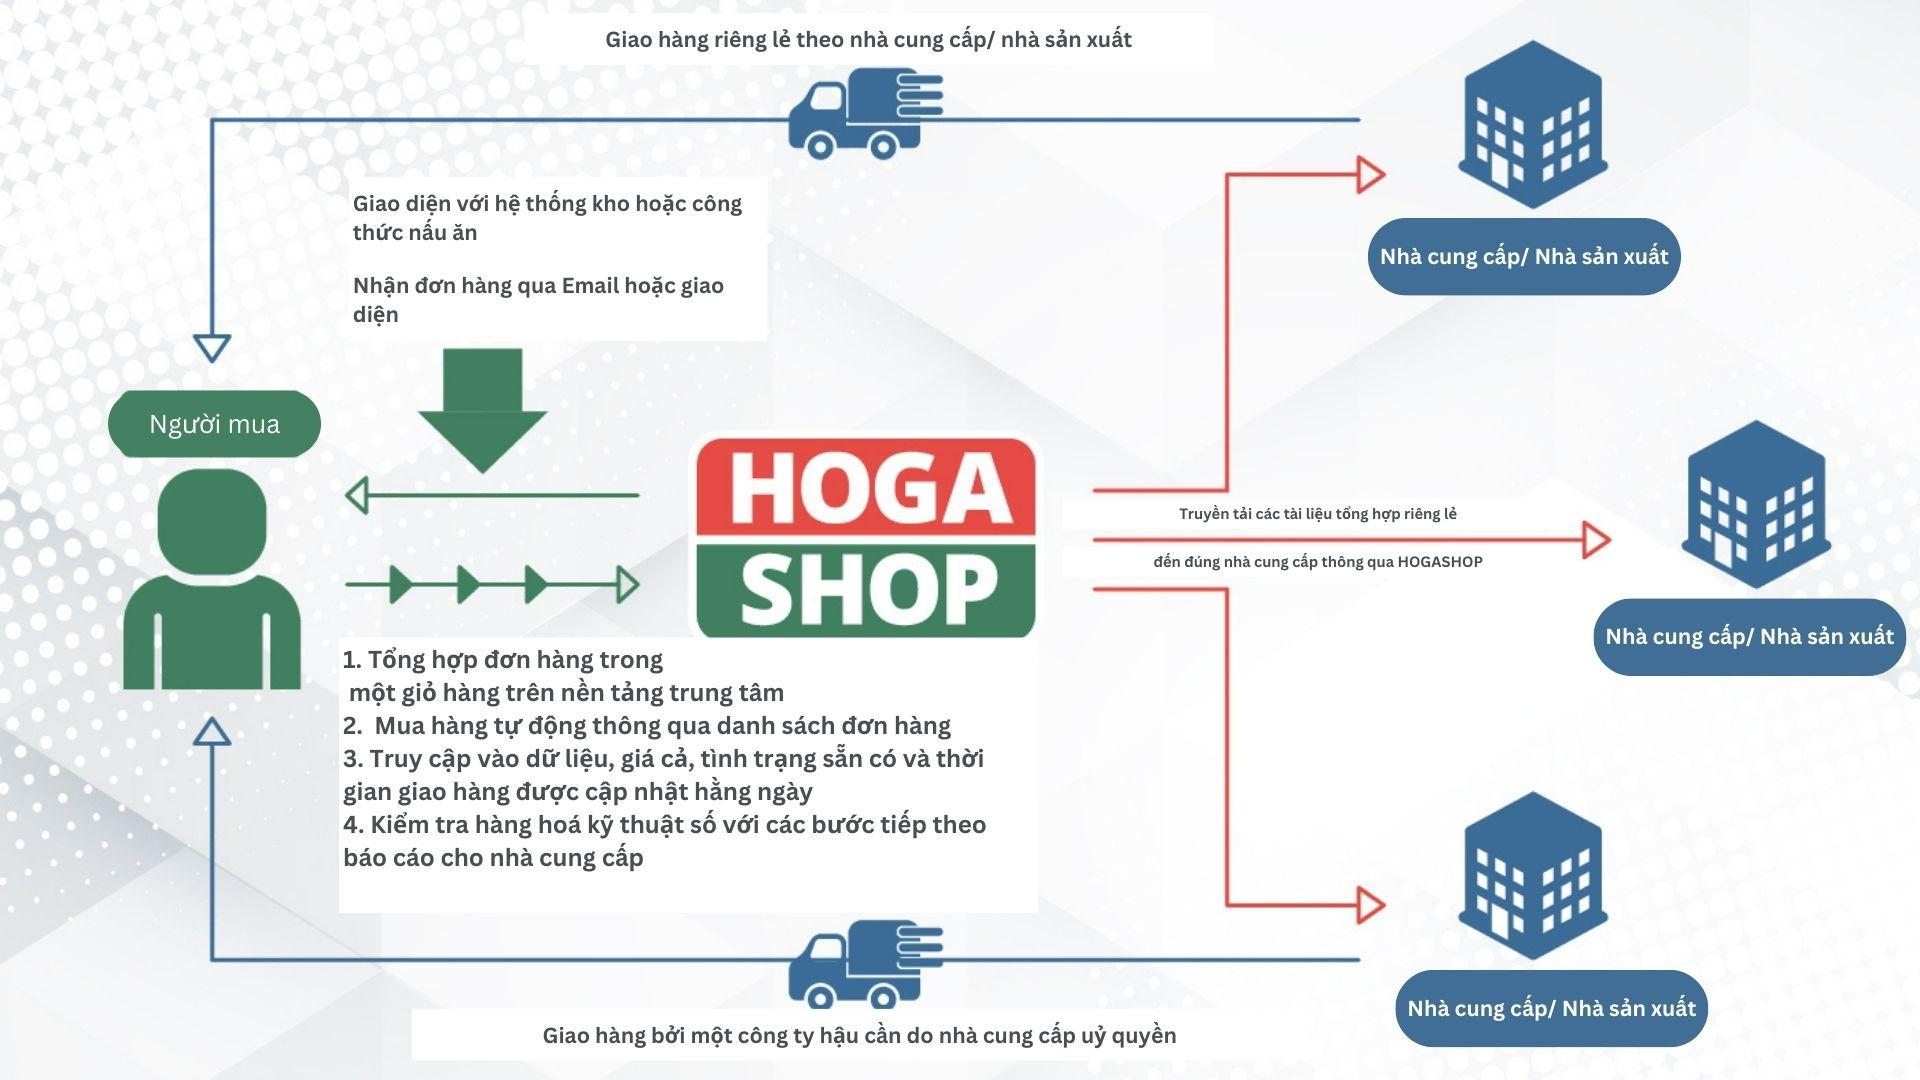 Giao hàng riêng lẻ theo nhà cung cấp/ nhà sản xuất
Giao diện với hệ thống kho hoặc công
thức nấu ăn
Nhận đơn hàng qua Email hoặc giao
diện
Nhà cung cấp/ Nhà sản xuất
Người mua
HOGA
SHOP
Truyền tải các tài liệu tổng hợp riêng lẻ
đến đúng nhà cung cấp thông qua HOGASHOP
Nhà cung cấp/ Nhà sản xuất
1. Tổng hợp đơn hàng trong
một giỏ hàng trên nền tảng trung tâm
2. Mua hàng tự động thông qua danh sách đơn hàng
3. Truy cập vào dữ liệu, giá cả, tình trạng sẵn có và thời
gian giao hàng được cập nhật hằng ngày
4. Kiểm tra hàng hoá kỹ thuật số với các bước tiếp theo
báo cáo cho nhà cung cấp
Nhà cung cấp/ Nhà sản xuất
Giao hàng bởi một công ty hậu cần do nhà cung cấp uỷ quyền